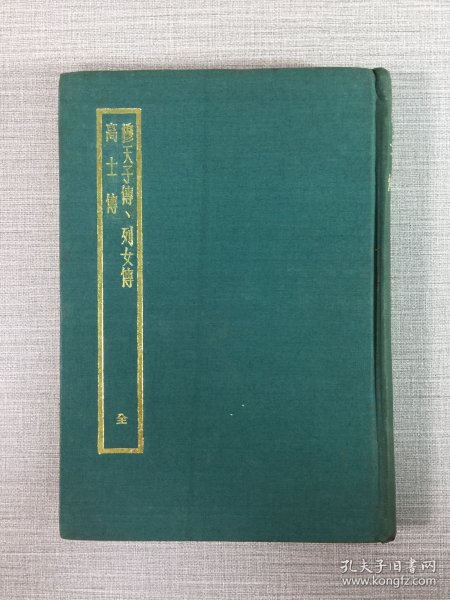 穆天子傳、列女傳
高士傳
全
傳
孔夫子旧书网
www.kongfz.com